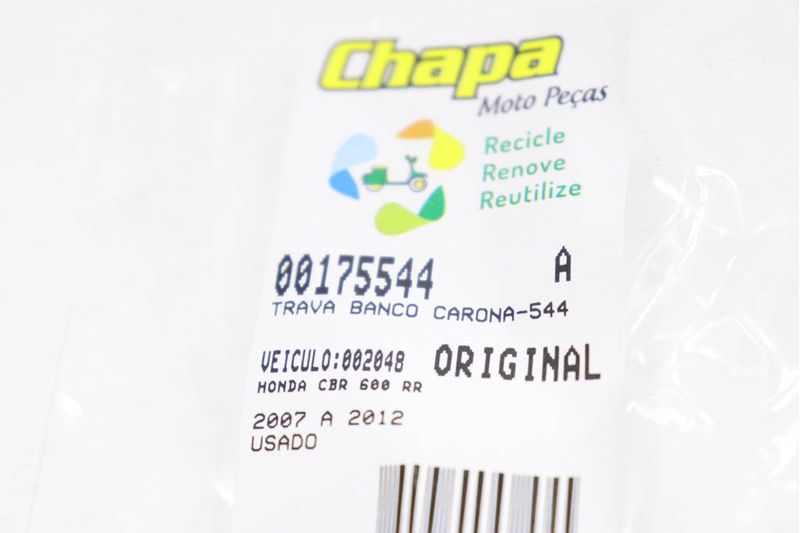 Chapa
Moto Peças
Recicle
Renove
Reutilize
00175544 A
TRAVA BANCO CARONA-544
VEICULO:002048 ORIGINAL
HONDA CBR 600 RR
2007 A 2012
USADO